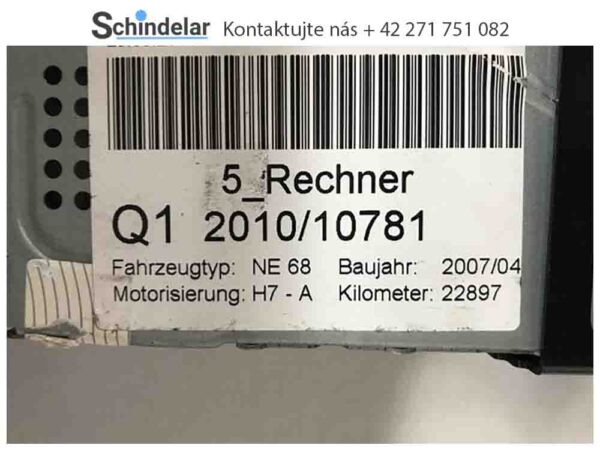 Schindelar Kontaktujte nás + 42 271 751 082
5_Rechner
Q1 2010/10781
Fahrzeugtyp: NE 68 Baujahr: 2007/04
Motorisierung: H7 - A Kilometer: 22897